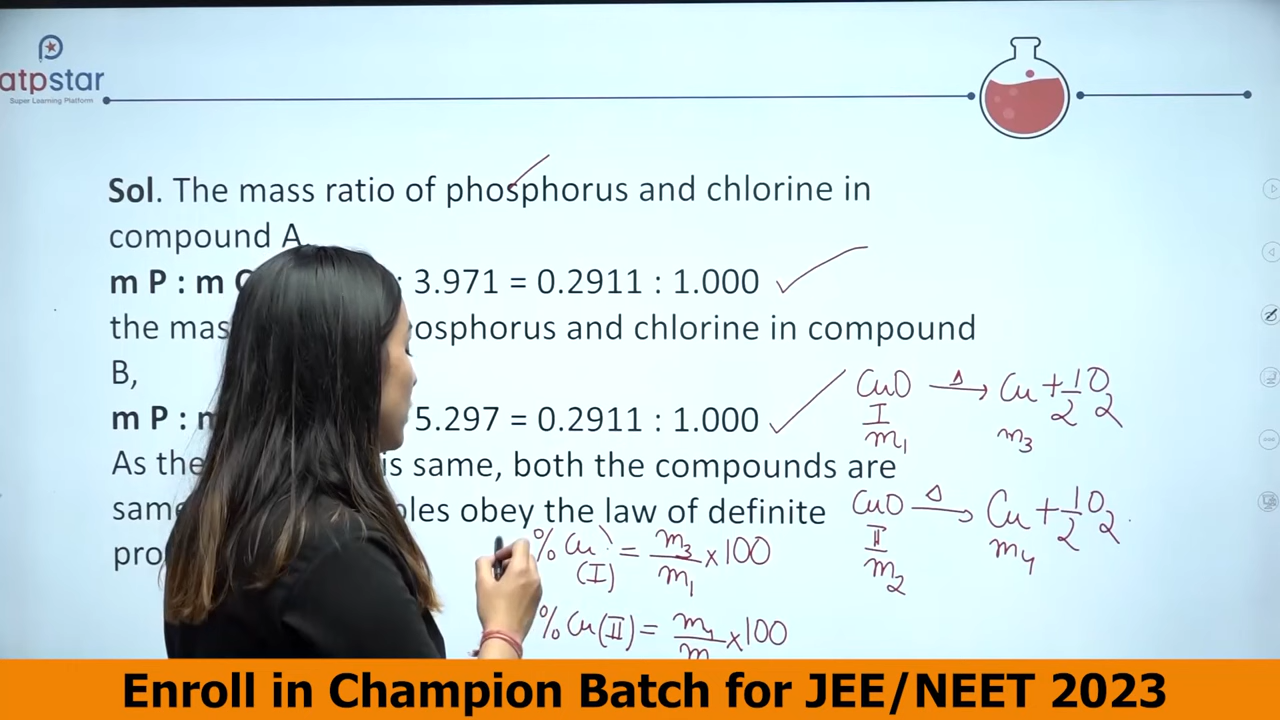 atpstar
Super Learning Platform
Sol. The mass ratio of phosphorus and chlorine in
compound A,
m P : m : 3.971 = 0.2911 : 1.000
the mas osphorus and chlorine in compound
B,
m P : m 5.297 = 0.2911 : 1.000
As the is same, both the compounds are
same les obey the law of definite
pro
CuO —Δ→ Cu + 1/2 O2
I
m1 m3
CuO —Δ→ Cu + 1/2 O2
II
m2 m4
% Cu (I) = m3/m1 × 100
% Cu (II) = m4/m × 100
Enroll in Champion Batch for JEE/NEET 2023